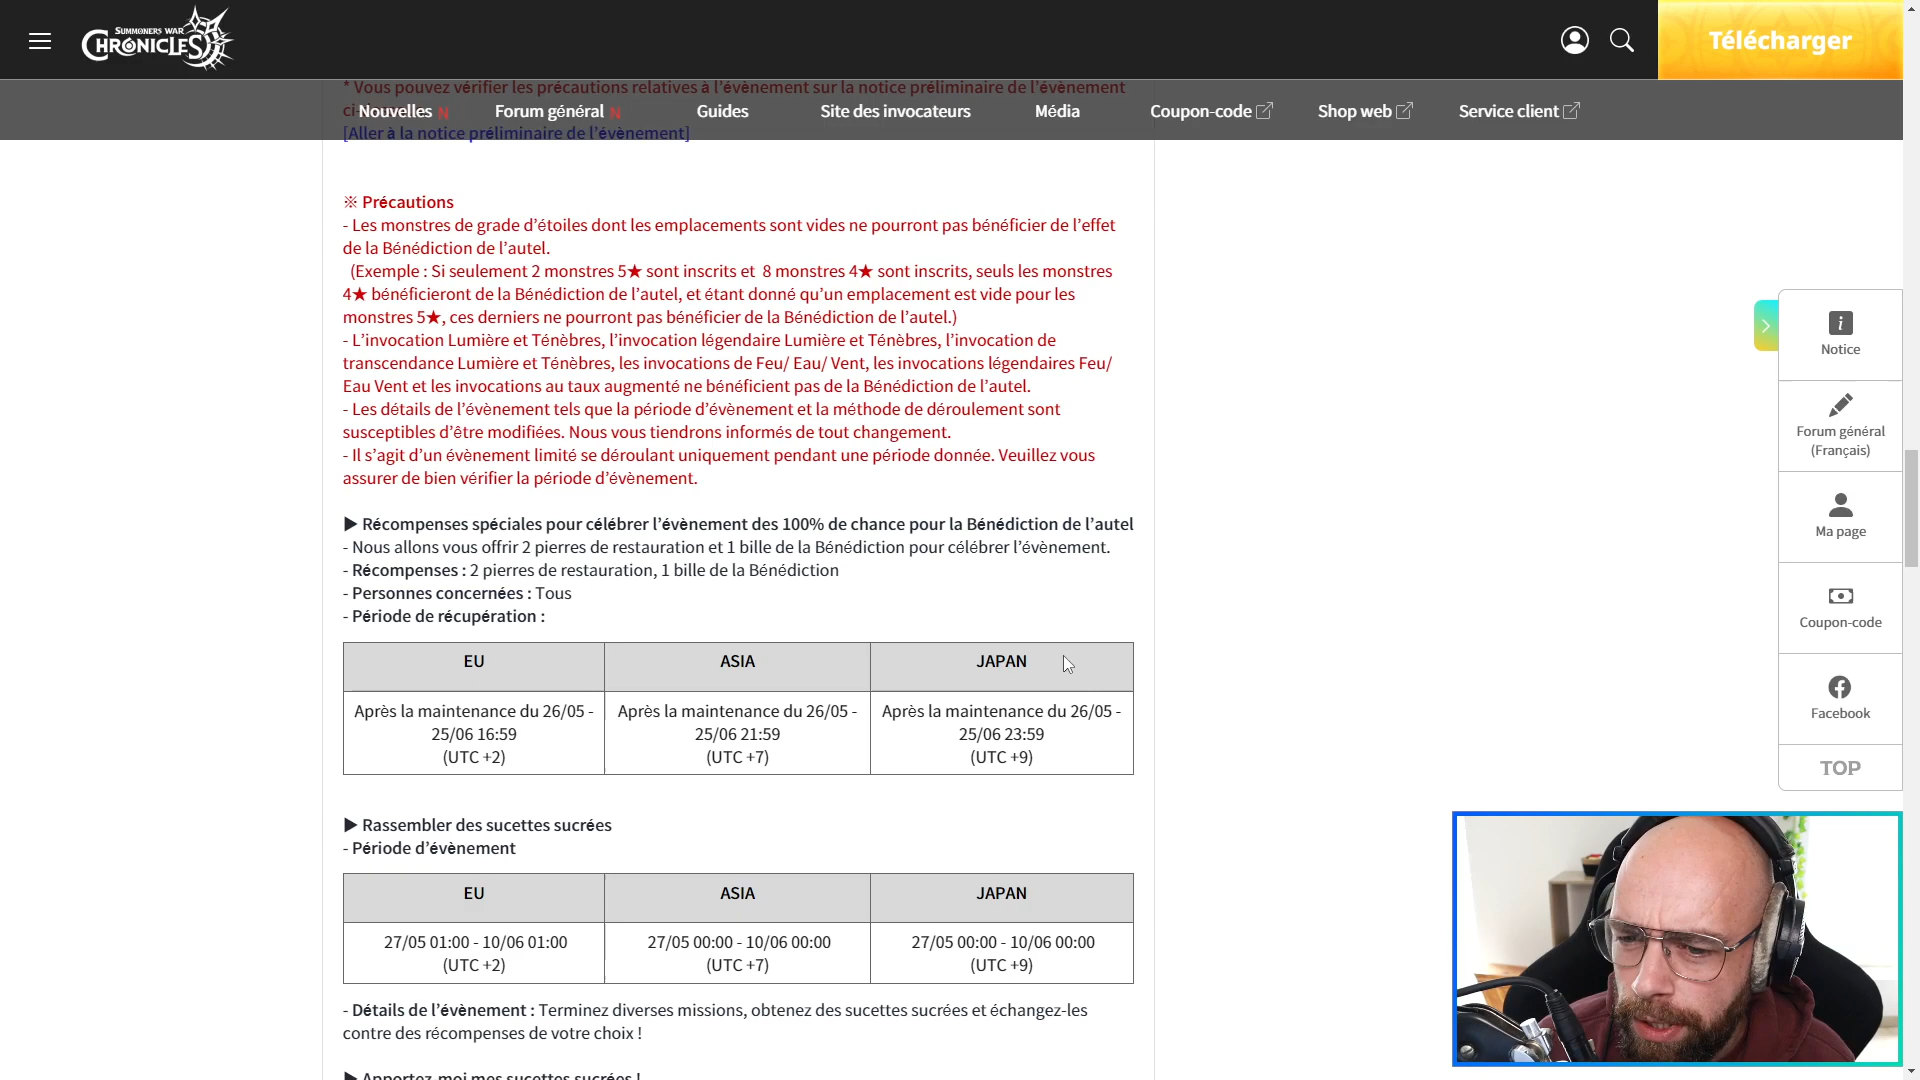 SUMMONERS WAR
CHRONICLES
Télécharger
* Vous pouvez vérifier les précautions relatives à l'évènement sur la notice préliminaire de l'évènement
ci-
Nouvelles N
Forum général N
Guides
Site des invocateurs
Média
Coupon-code
Shop web
Service client
[Aller à la notice préliminaire de l'évènement]
※ Précautions
- Les monstres de grade d'étoiles dont les emplacements sont vides ne pourront pas bénéficier de l'effet
de la Bénédiction de l'autel.
(Exemple : Si seulement 2 monstres 5★ sont inscrits et 8 monstres 4★ sont inscrits, seuls les monstres
4★ bénéficieront de la Bénédiction de l'autel, et étant donné qu'un emplacement est vide pour les
monstres 5★, ces derniers ne pourront pas bénéficier de la Bénédiction de l'autel.)
- L'invocation Lumière et Ténèbres, l'invocation légendaire Lumière et Ténèbres, l'invocation de
transcendance Lumière et Ténèbres, les invocations de Feu/ Eau/ Vent, les invocations légendaires Feu/
Eau Vent et les invocations au taux augmenté ne bénéficient pas de la Bénédiction de l'autel.
- Les détails de l'évènement tels que la période d'évènement et la méthode de déroulement sont
susceptibles d'être modifiées. Nous vous tiendrons informés de tout changement.
- Il s'agit d'un évènement limité se déroulant uniquement pendant une période donnée. Veuillez vous
assurer de bien vérifier la période d'évènement.
▶ Récompenses spéciales pour célébrer l'évènement des 100% de chance pour la Bénédiction de l'autel
- Nous allons vous offrir 2 pierres de restauration et 1 bille de la Bénédiction pour célébrer l'évènement.
- Récompenses : 2 pierres de restauration, 1 bille de la Bénédiction
- Personnes concernées : Tous
- Période de récupération :
EU
ASIA
JAPAN
Après la maintenance du 26/05 -
25/06 16:59
(UTC +2)
Après la maintenance du 26/05 -
25/06 21:59
(UTC +7)
Après la maintenance du 26/05 -
25/06 23:59
(UTC +9)
▶ Rassembler des sucettes sucrées
- Période d'évènement
EU
ASIA
JAPAN
27/05 01:00 - 10/06 01:00
(UTC +2)
27/05 00:00 - 10/06 00:00
(UTC +7)
27/05 00:00 - 10/06 00:00
(UTC +9)
- Détails de l'évènement : Terminez diverses missions, obtenez des sucettes sucrées et échangez-les
contre des récompenses de votre choix !
▶ Apportez-moi mes sucettes sucrées !
Notice
Forum général
(Français)
Ma page
Coupon-code
Facebook
TOP